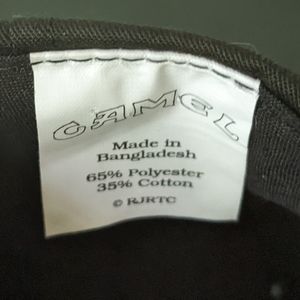 CAMEL
Made in
Bangladesh
65% Polyester
35% Cotton
© RJRTC